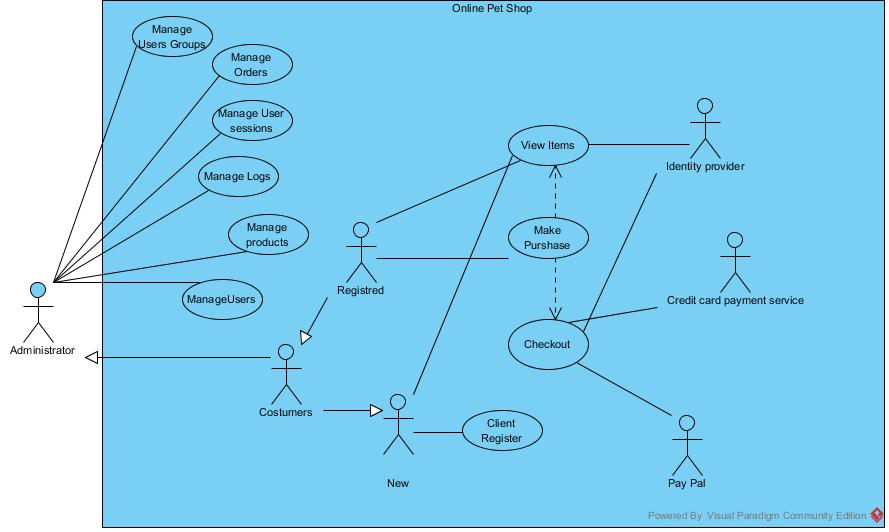 Online Pet Shop
Manage
Users Groups
Manage
Orders
Manage User
sessions
Manage Logs
Manage
products
ManageUsers
Administrator
Registred
Costumers
New
Client
Register
View Items
Make
Purshase
Checkout
Identity provider
Credit card payment service
Pay Pal
Powered By Visual Paradigm Community Edition